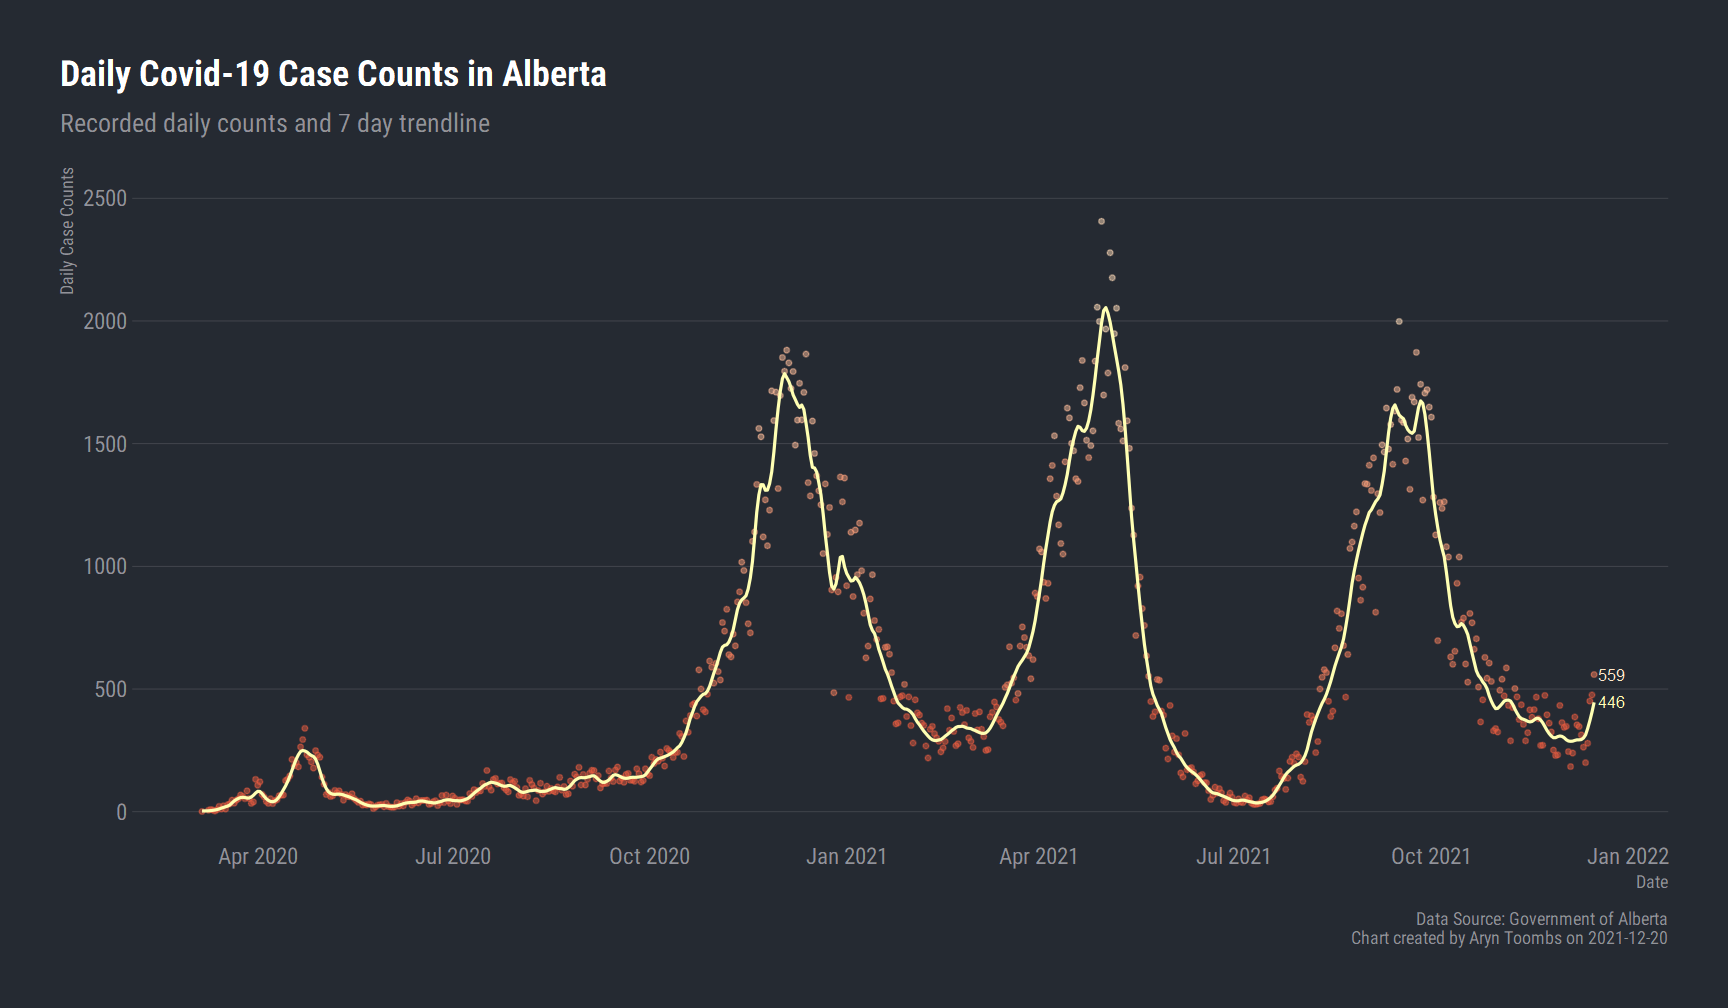 Daily Covid-19 Case Counts in Alberta
Recorded daily counts and 7 day trendline
Daily Case Counts
2500
2000
1500
1000
500
0
559
446
Apr 2020
Jul 2020
Oct 2020
Jan 2021
Apr 2021
Jul 2021
Oct 2021
Jan 2022
Date
Data Source: Government of Alberta
Chart created by Aryn Toombs on 2021-12-20